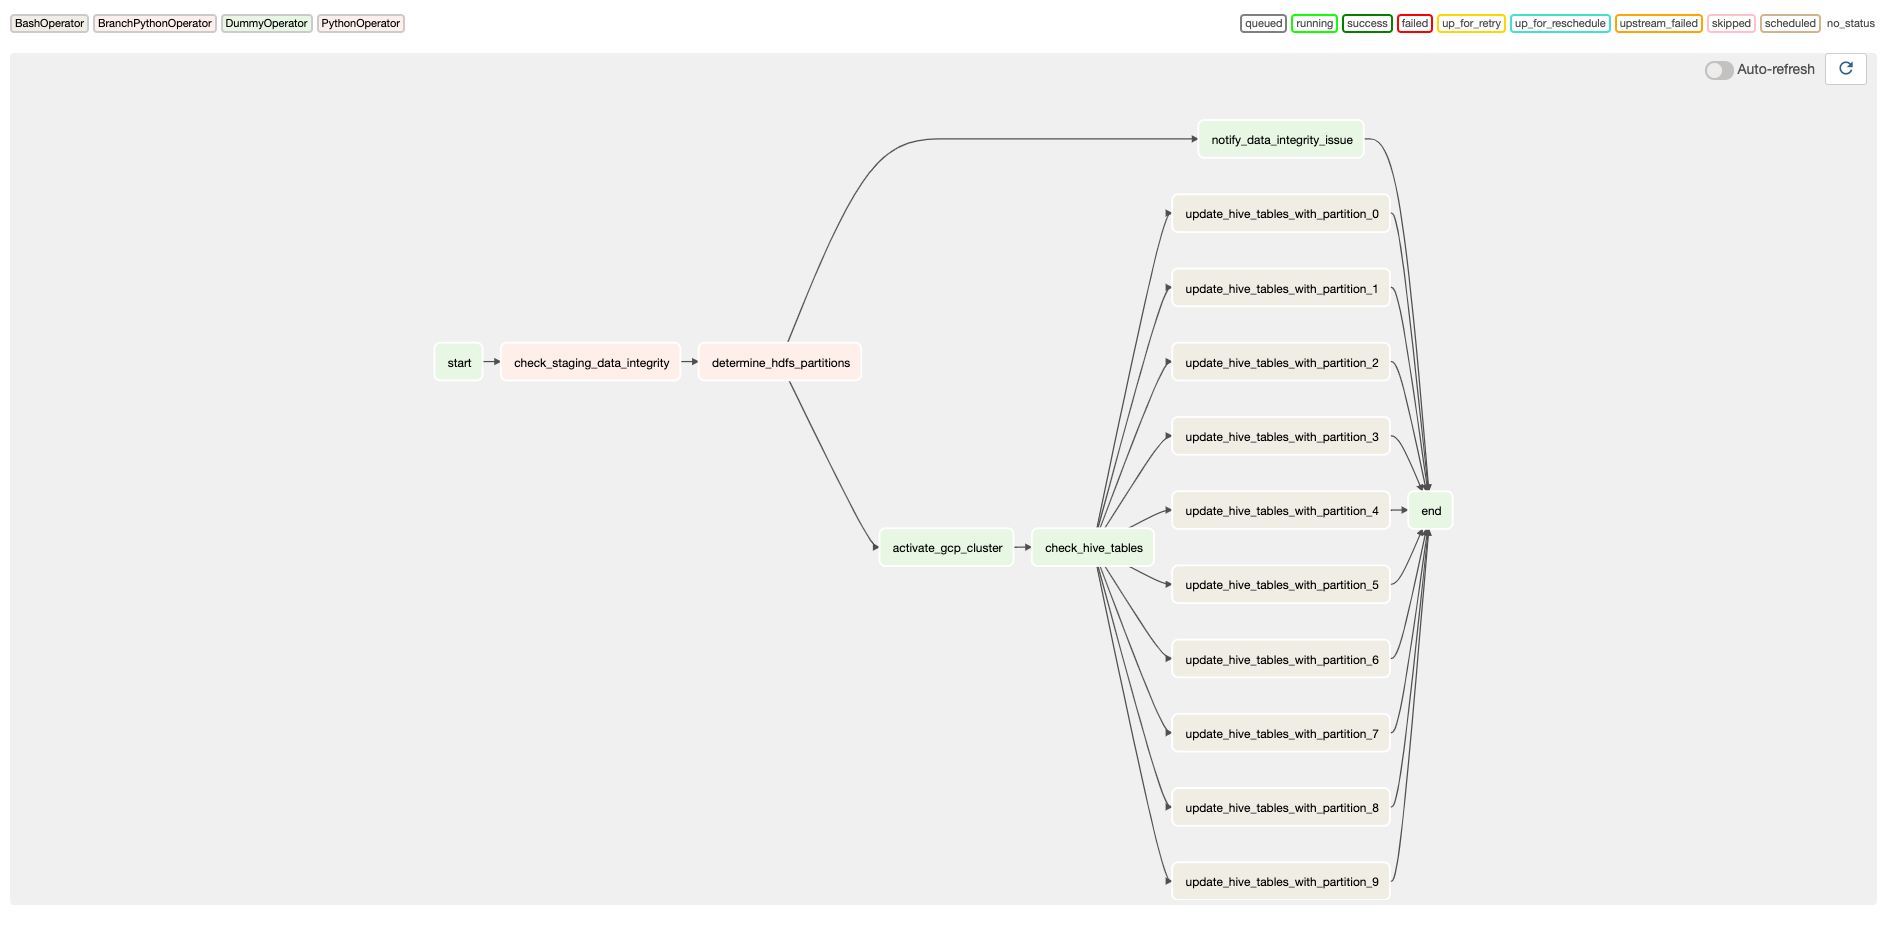 BashOperator BranchPythonOperator DummyOperator PythonOperator queued running success failed up_for_retry up_for_reschedule upstream_failed skipped scheduled no_status
Auto-refresh
notify_data_integrity_issue
update_hive_tables_with_partition_0
update_hive_tables_with_partition_1
start check_staging_data_integrity determine_hdfs_partitions update_hive_tables_with_partition_2
update_hive_tables_with_partition_3
update_hive_tables_with_partition_4 end
activate_gcp_cluster check_hive_tables
update_hive_tables_with_partition_5
update_hive_tables_with_partition_6
update_hive_tables_with_partition_7
update_hive_tables_with_partition_8
update_hive_tables_with_partition_9